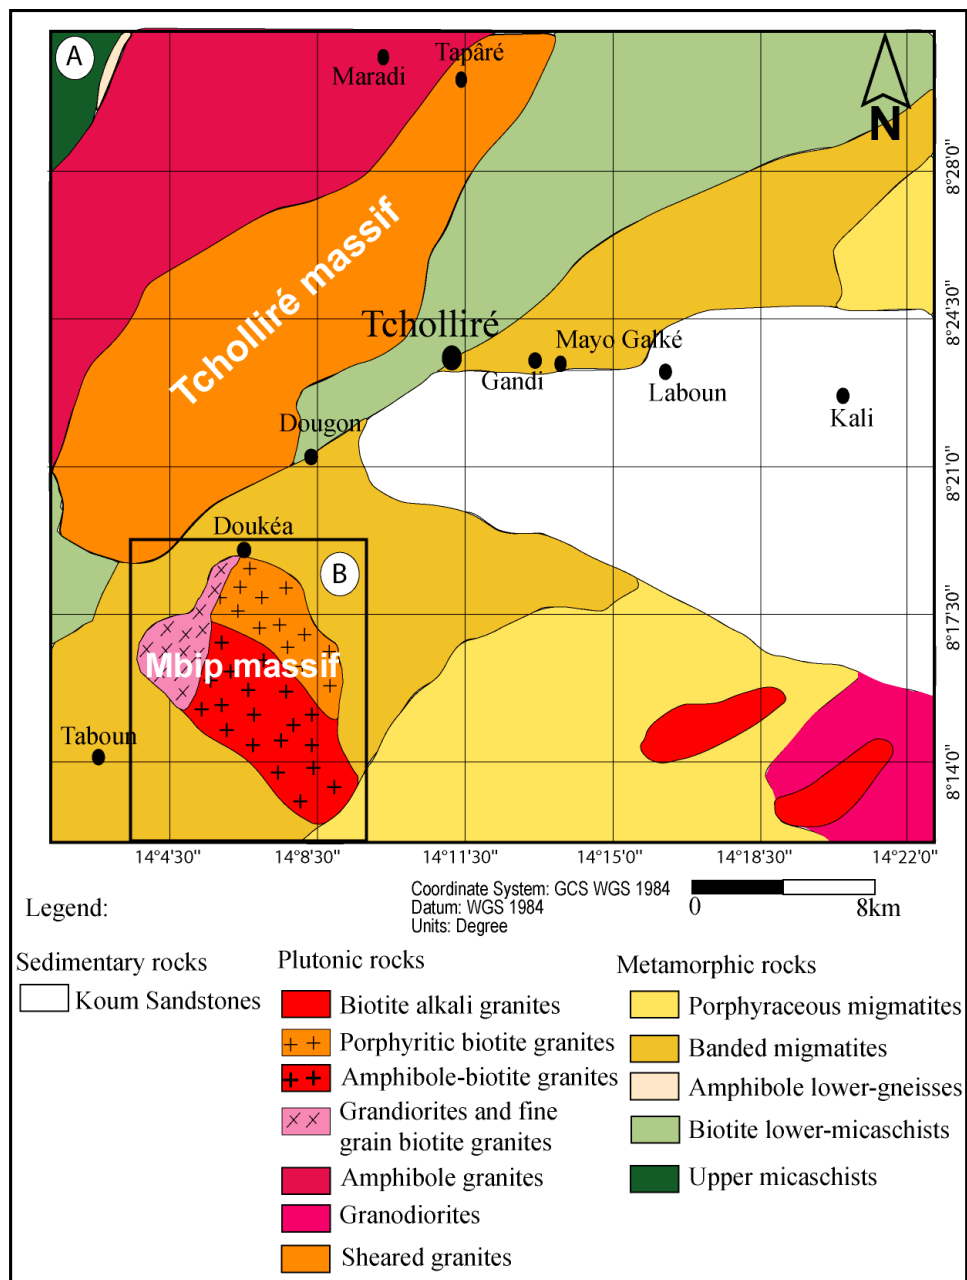 A
Maradi
Tapâré
N
8°28'0"
Tcholliré massif
8°24'30"
Tcholliré
Mayo Galké
Gandi
Laboun
Kali
Dougon
8°21'0"
Doukéa
B
8°17'30"
Mbip massif
Taboun
8°14'0"
14°4'30" 14°8'30" 14°11'30" 14°15'0" 14°18'30" 14°22'0"
Coordinate System: GCS WGS 1984
Datum: WGS 1984
Units: Degree
0 8km
Legend:
Sedimentary rocks
Koum Sandstones
Plutonic rocks
Biotite alkali granites
Porphyritic biotite granites
Amphibole-biotite granites
Grandiorites and fine
grain biotite granites
Amphibole granites
Granodiorites
Sheared granites
Metamorphic rocks
Porphyraceous migmatites
Banded migmatites
Amphibole lower-gneisses
Biotite lower-micaschists
Upper micaschists